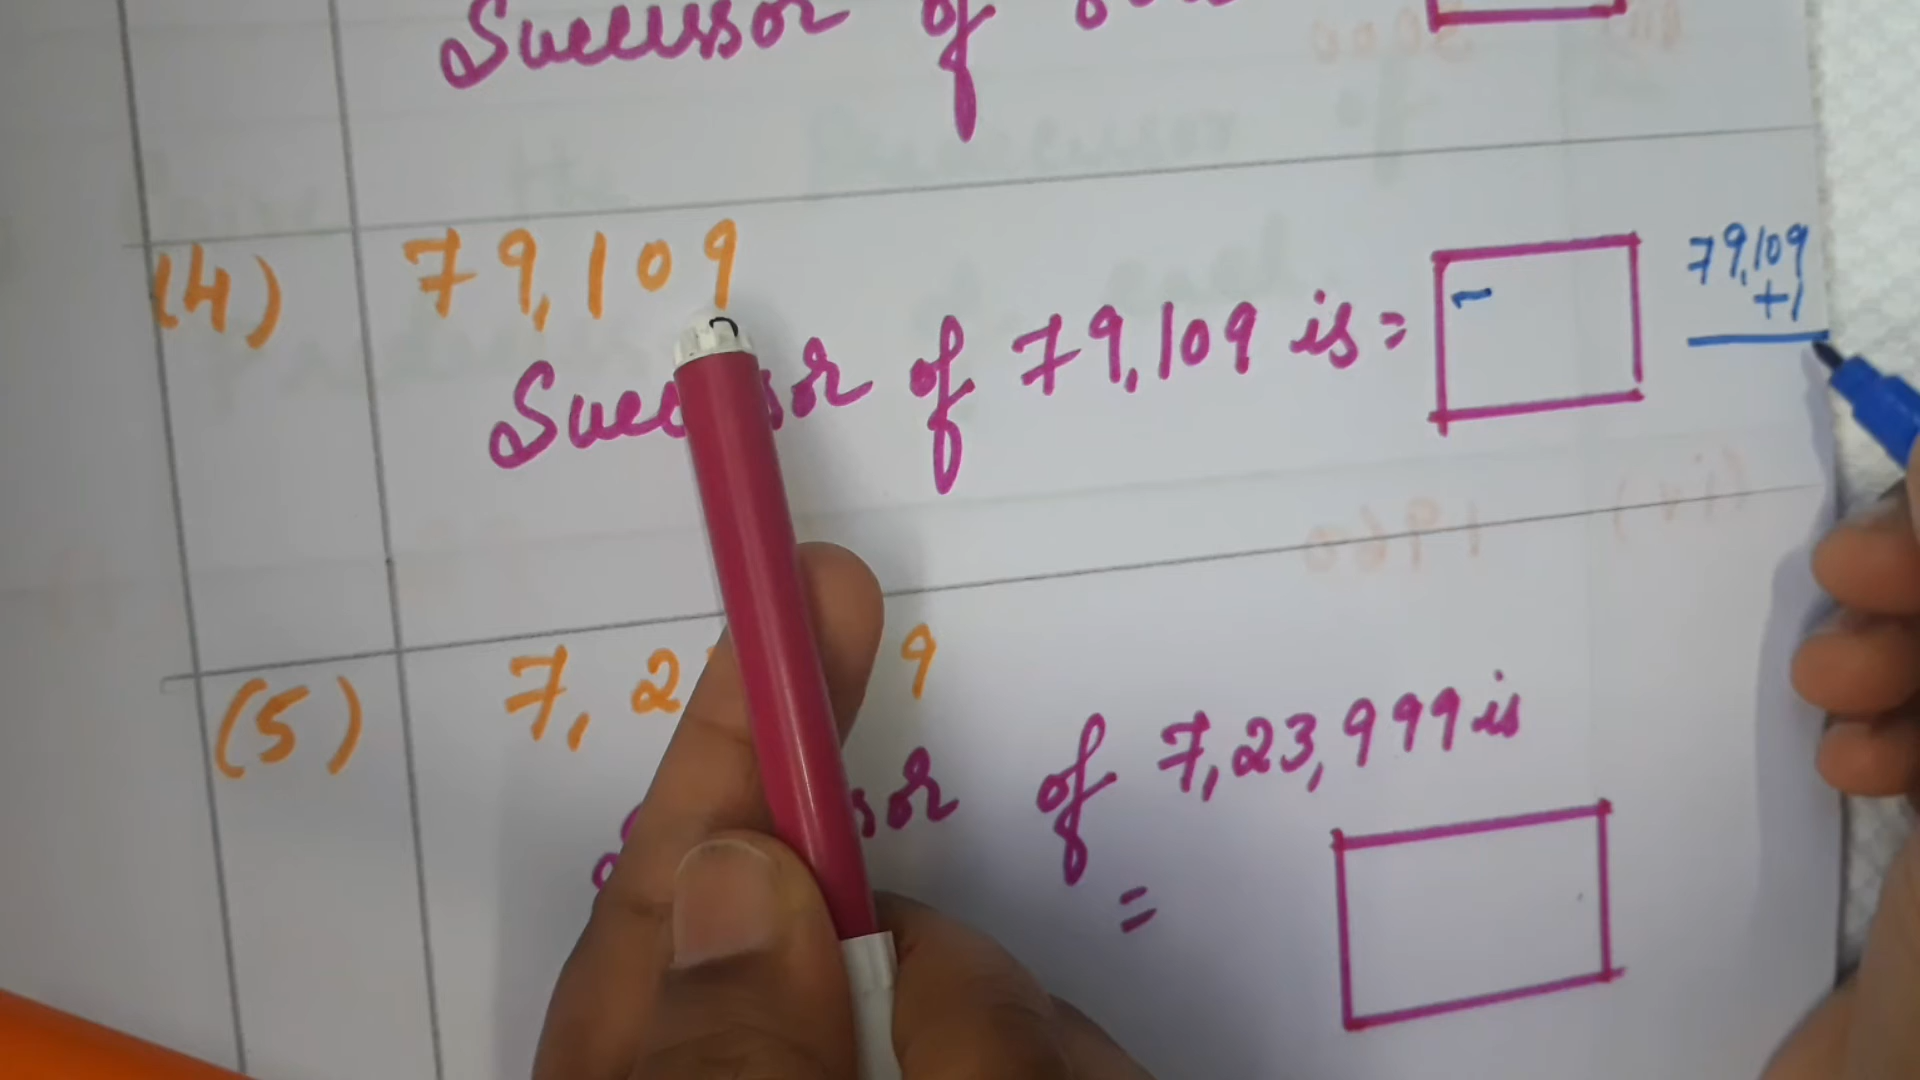 Successor of
(4) 79,109
79,109
+1
Successor of 79,109 is =
(5) 7, 2 9
of 7,23,999 is
=